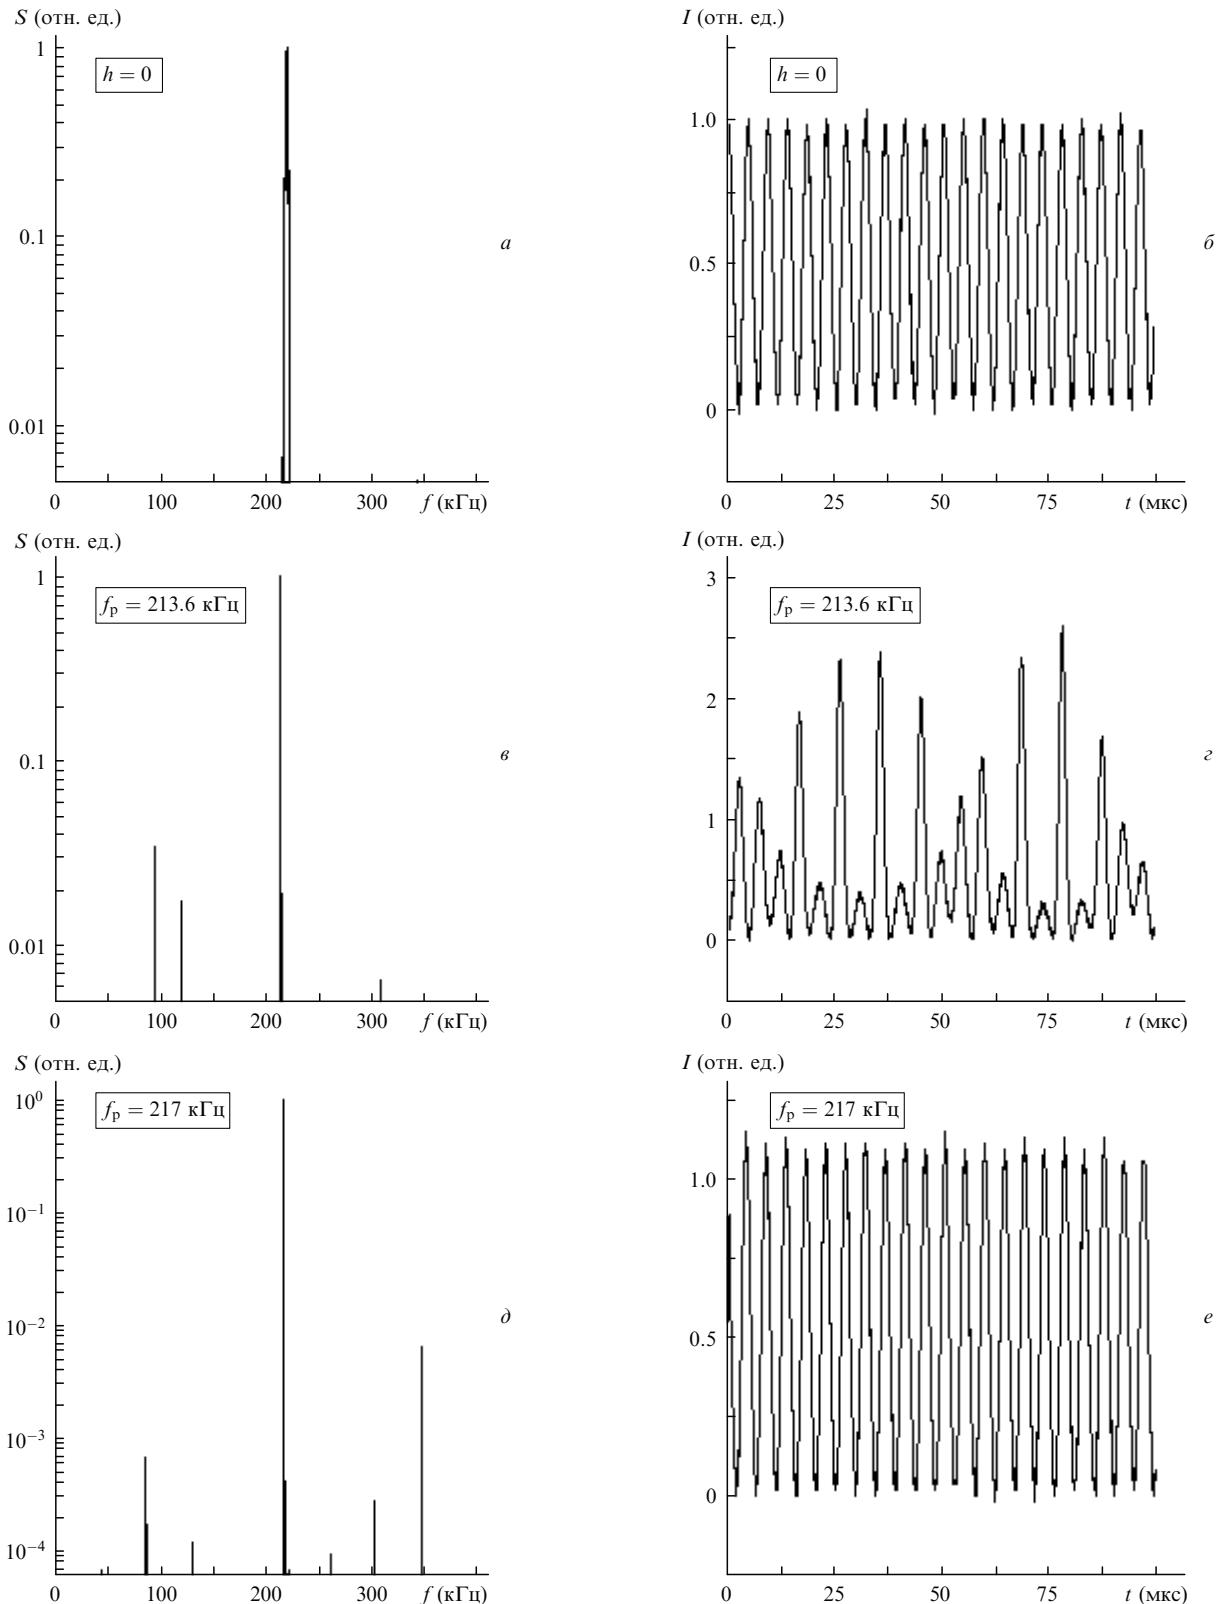 S (отн. ед.)
1
0.1
0.01
h = 0
0
100
200
300
f (кГц)
а
I (отн. ед.)
1.0
0.5
0
h = 0
0
25
50
75
t (мкс)
б
S (отн. ед.)
1
0.1
0.01
fр = 213.6 кГц
0
100
200
300
f (кГц)
в
I (отн. ед.)
3
2
1
0
fр = 213.6 кГц
0
25
50
75
t (мкс)
г
S (отн. ед.)
10⁰
10⁻¹
10⁻²
10⁻³
10⁻⁴
fр = 217 кГц
0
100
200
300
f (кГц)
д
I (отн. ед.)
1.0
0.5
0
fр = 217 кГц
0
25
50
75
t (мкс)
е